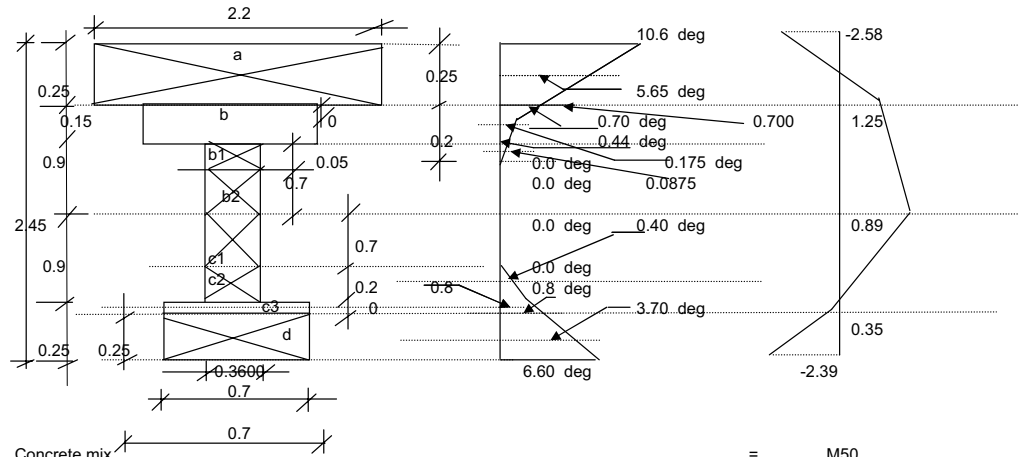 2.2
10.6 deg
-2.58
a
0.25
0.25
5.65 deg
b
0.15
0
0.70 deg
0.700
1.25
0.2
0.44 deg
b1
0.9
0.05
0.0 deg
0.175 deg
0.7
0.0 deg
0.0875
b2
2.45
0.0 deg
0.40 deg
0.89
0.7
c1
0.9
0.0 deg
c2
0.2
0.8
0.8 deg
c3
0
3.70 deg
d
0.35
0.25
0.25
0.3600
6.60 deg
-2.39
0.7
0.7
Concrete mix = M50